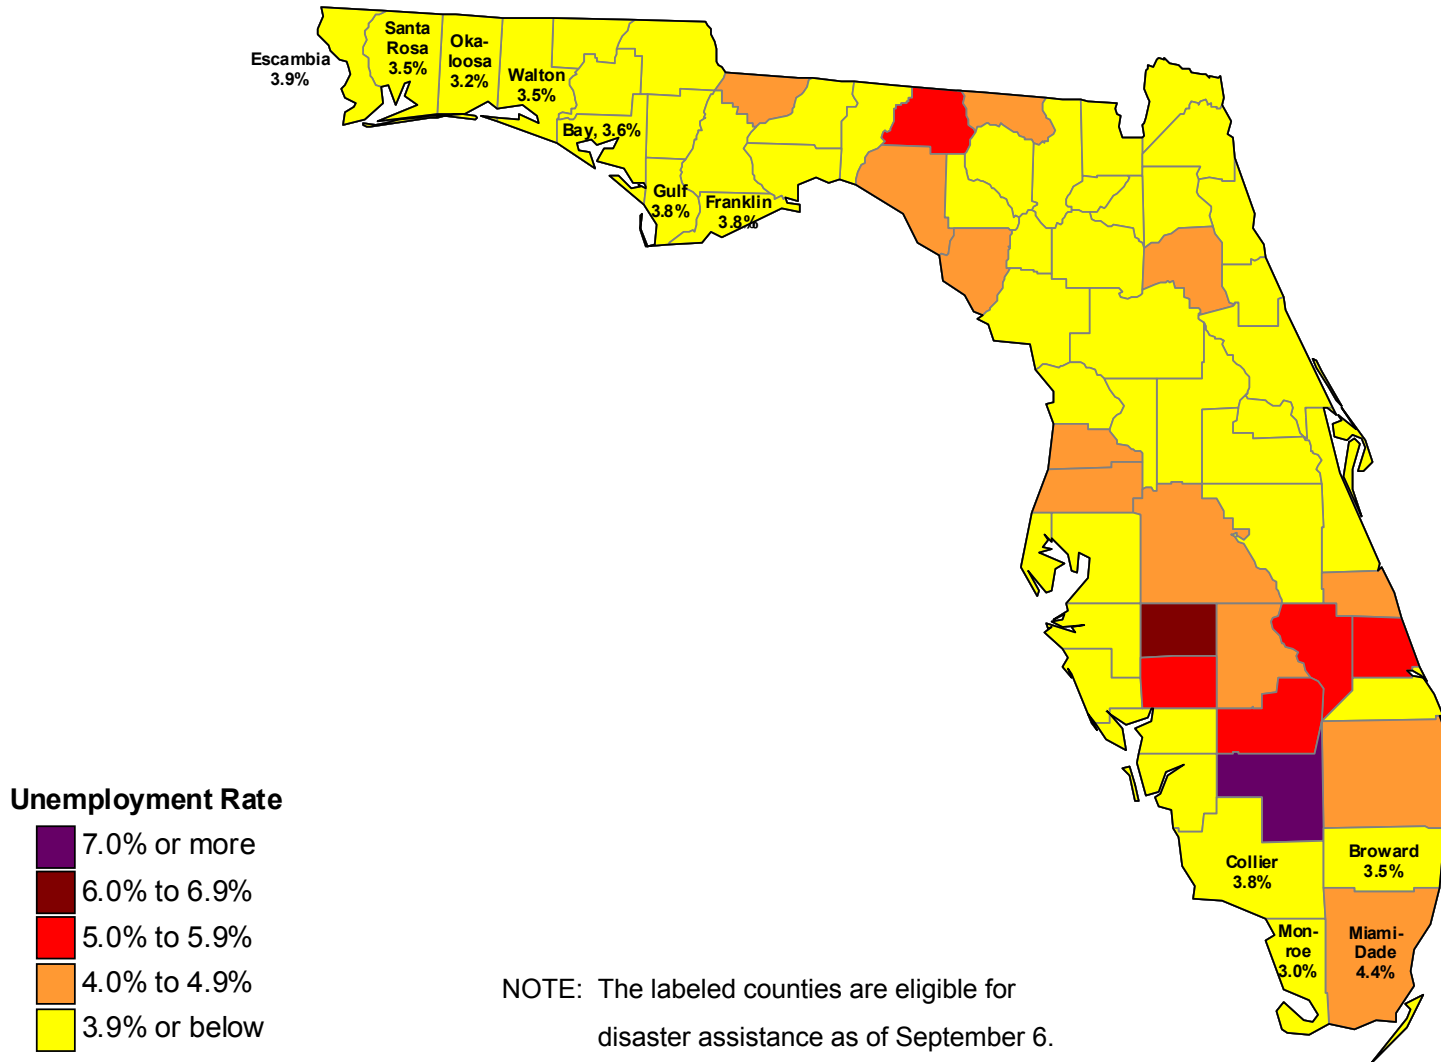 Escambia
3.9%
Santa
Rosa
3.5%
Oka-
loosa
3.2%
Walton
3.5%
Bay, 3.6%
Gulf
3.8%
Franklin
3.8%
Unemployment Rate
7.0% or more
6.0% to 6.9%
5.0% to 5.9%
4.0% to 4.9%
3.9% or below
Collier
3.8%
Broward
3.5%
Mon-
roe
3.0%
Miami-
Dade
4.4%
NOTE: The labeled counties are eligible for
disaster assistance as of September 6.